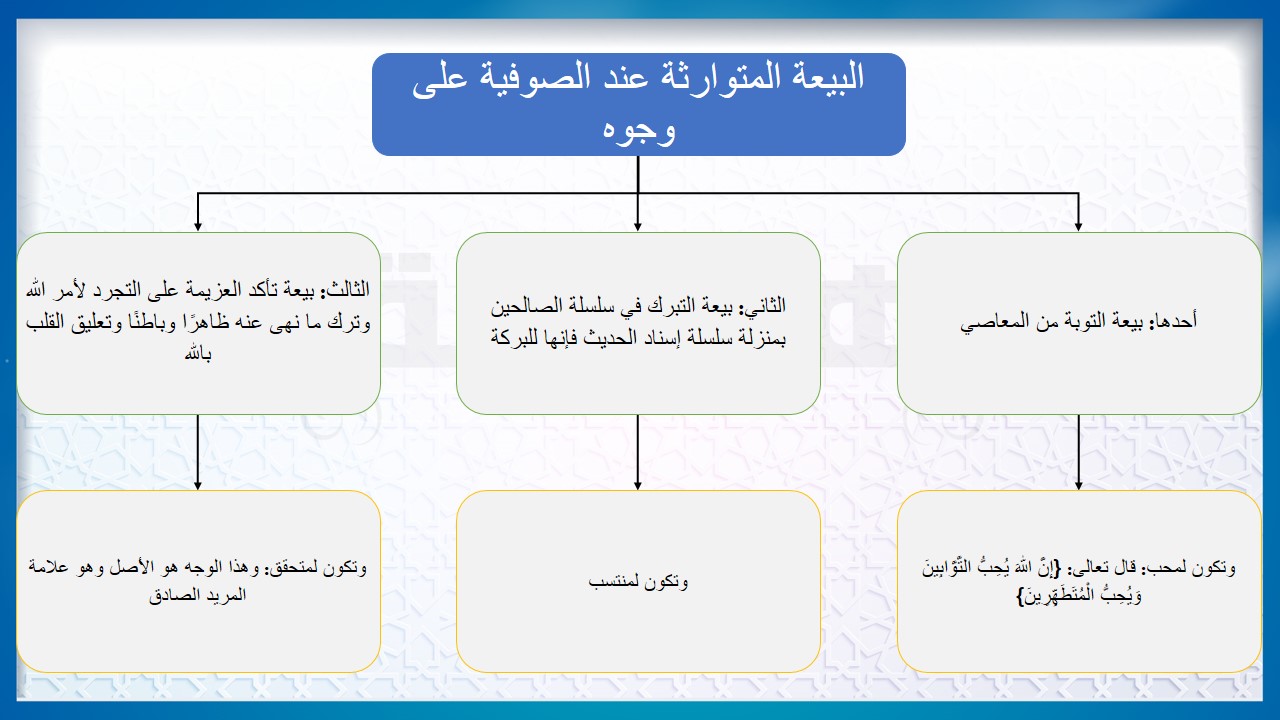 البيعة المتوارثة عند الصوفية على
وجوه
أحدها: بيعة التوبة من المعاصي
الثاني: بيعة التبرك في سلسلة الصالحين
بمنزلة سلسلة إسناد الحديث فإنها للبركة
الثالث: بيعة تأكد العزيمة على التجرد لأمر الله
وترك ما نهى عنه ظاهرًا وباطنًا وتعليق القلب
بالله
وتكون لمحب: قال تعالى: {إِنَّ اللهَ يُحِبُّ التَّوَّابِينَ
وَيُحِبُّ الْمُتَطَهِّرِينَ}
وتكون لمنتسب
وتكون لمتحقق: وهذا الوجه هو الأصل وهو علامة
المريد الصادق